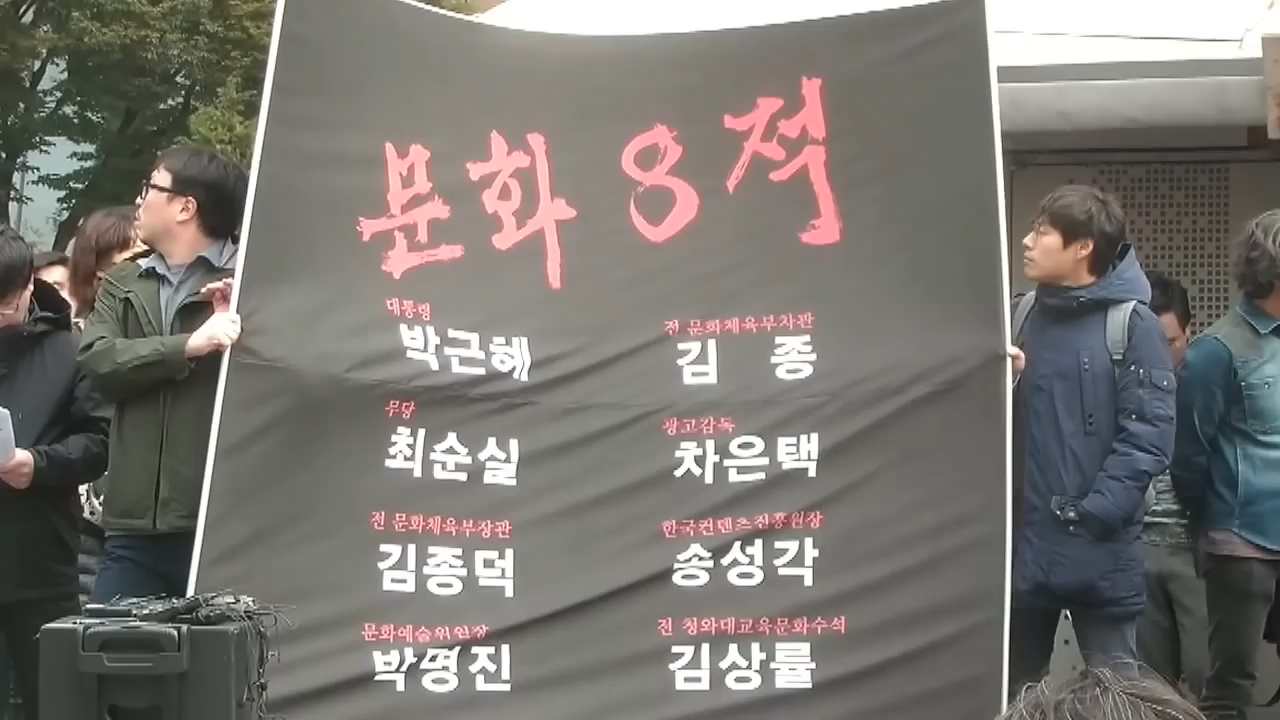 문화 8 적
대통령
박근혜
전 문화체육부차관
김 종
무당
최순실
광고감독
차은택
전 문화체육부장관
김종덕
한국컨텐츠진흥원장
송성각
문화예술위원장
박명진
전 청와대교육문화수석
김상률